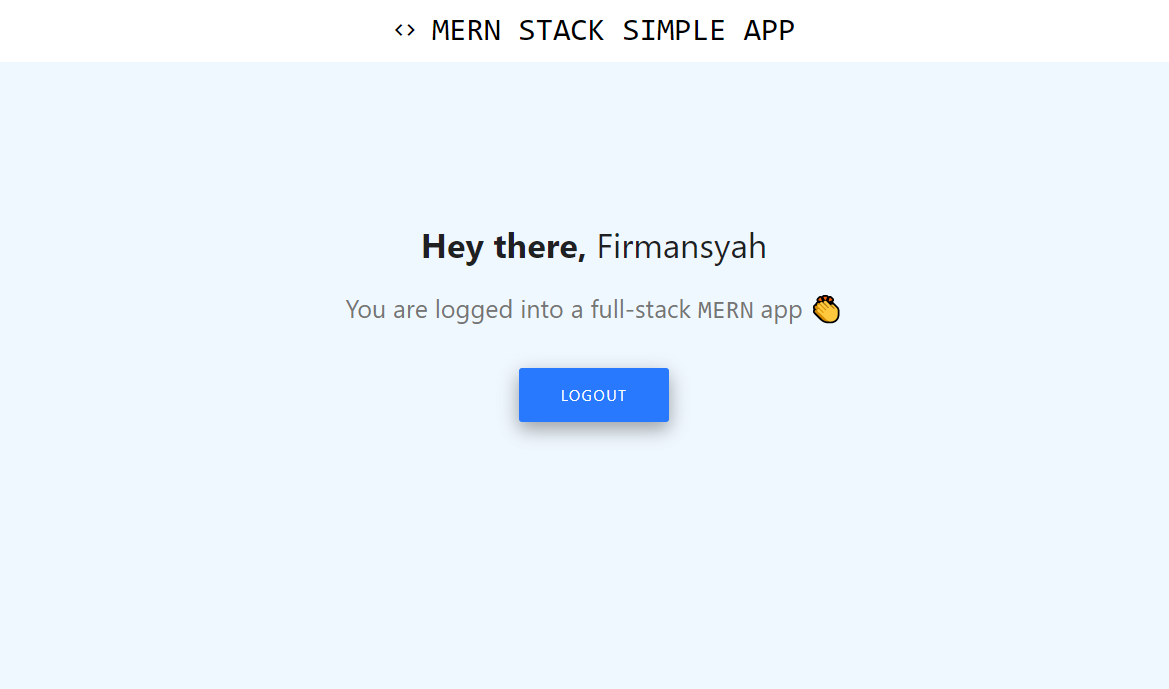 <> MERN STACK SIMPLE APP
Hey there, Firmansyah
You are logged into a full-stack MERN app 👏
LOGOUT